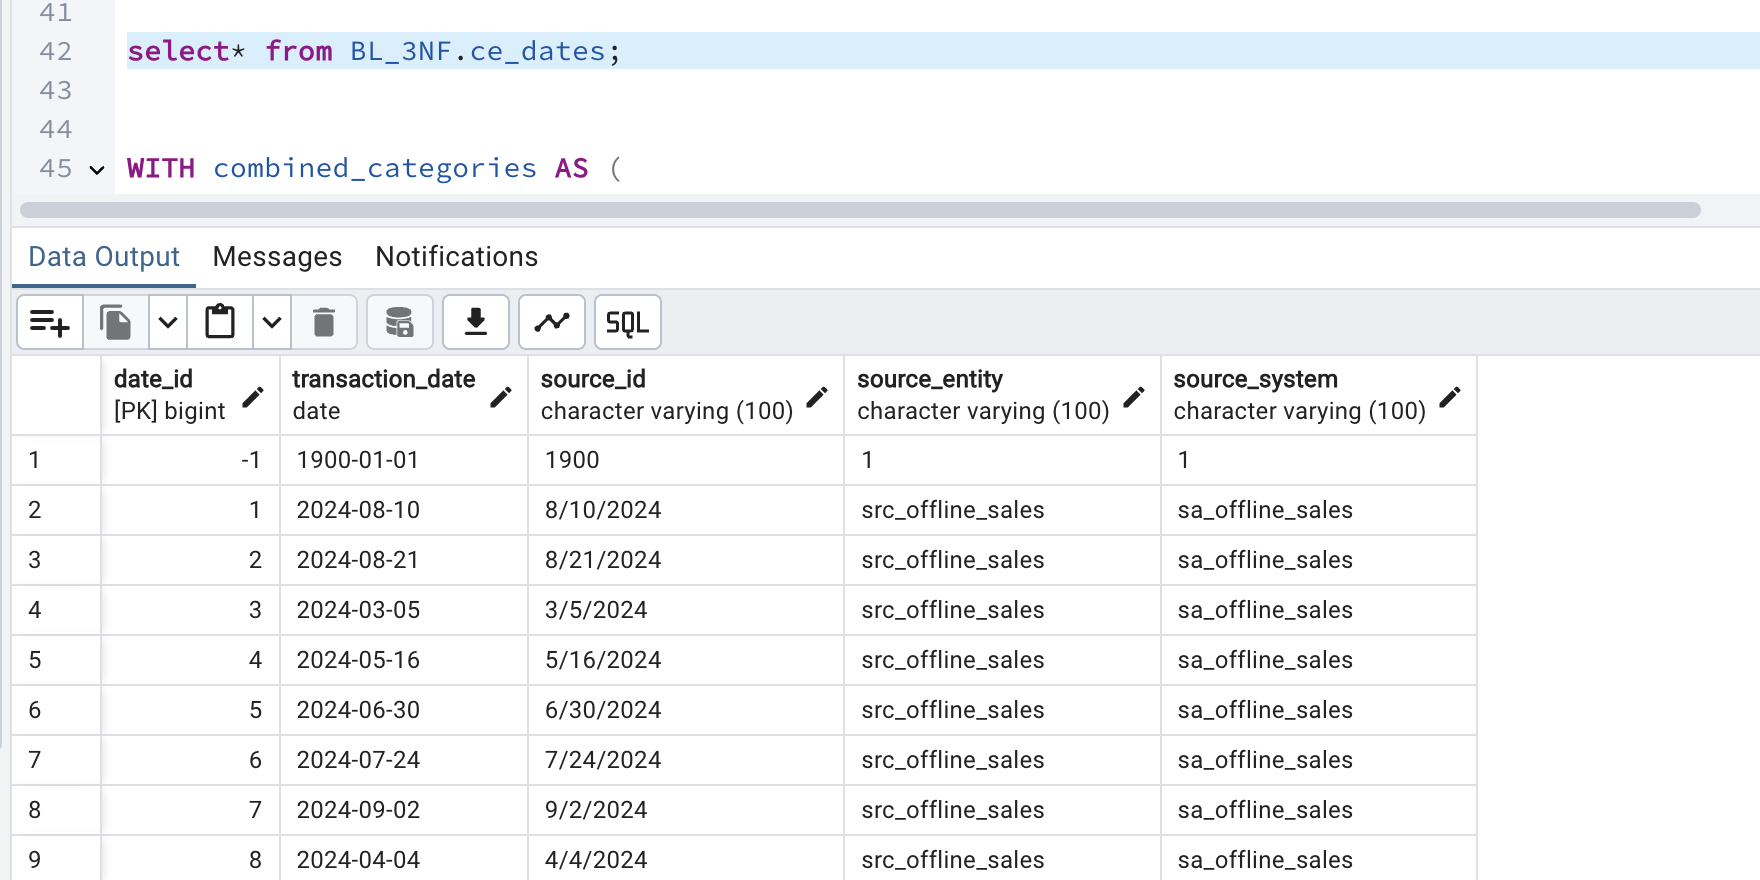 41
42 select* from BL_3NF.ce_dates;
43
44
45 WITH combined_categories AS (
Data Output Messages Notifications
SQL
date_id transaction_date source_id source_entity source_system
[PK] bigint date character varying (100) character varying (100) character varying (100)
1 -1 1900-01-01 1900 1 1
2 1 2024-08-10 8/10/2024 src_offline_sales sa_offline_sales
3 2 2024-08-21 8/21/2024 src_offline_sales sa_offline_sales
4 3 2024-03-05 3/5/2024 src_offline_sales sa_offline_sales
5 4 2024-05-16 5/16/2024 src_offline_sales sa_offline_sales
6 5 2024-06-30 6/30/2024 src_offline_sales sa_offline_sales
7 6 2024-07-24 7/24/2024 src_offline_sales sa_offline_sales
8 7 2024-09-02 9/2/2024 src_offline_sales sa_offline_sales
9 8 2024-04-04 4/4/2024 src_offline_sales sa_offline_sales